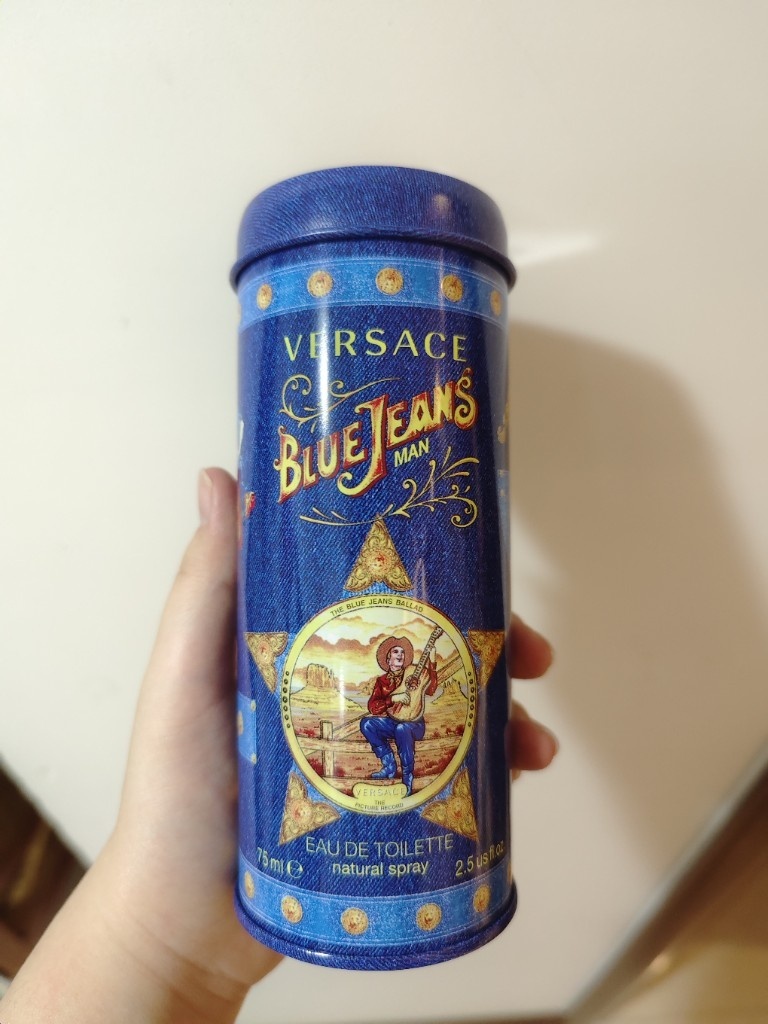 VERSACE
BLUE JEANS
MAN
THE BLUE JEANS BALLAD
VERSACE
THE
PICTURE RECORD
EAU DE TOILETTE
75 ml ℮ natural spray 2.5 us fl oz